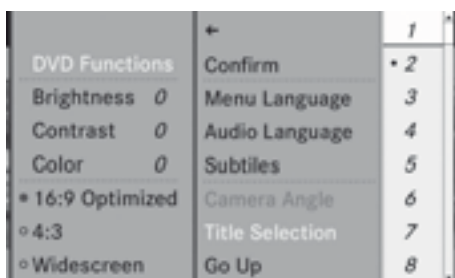 DVD Functions
Brightness 0
Contrast 0
Color 0
16:9 Optimized
4:3
Widescreen
←
Confirm
Menu Language
Audio Language
Subtiles
Camera Angle
Title Selection
Go Up
1
• 2
3
4
5
6
7
8